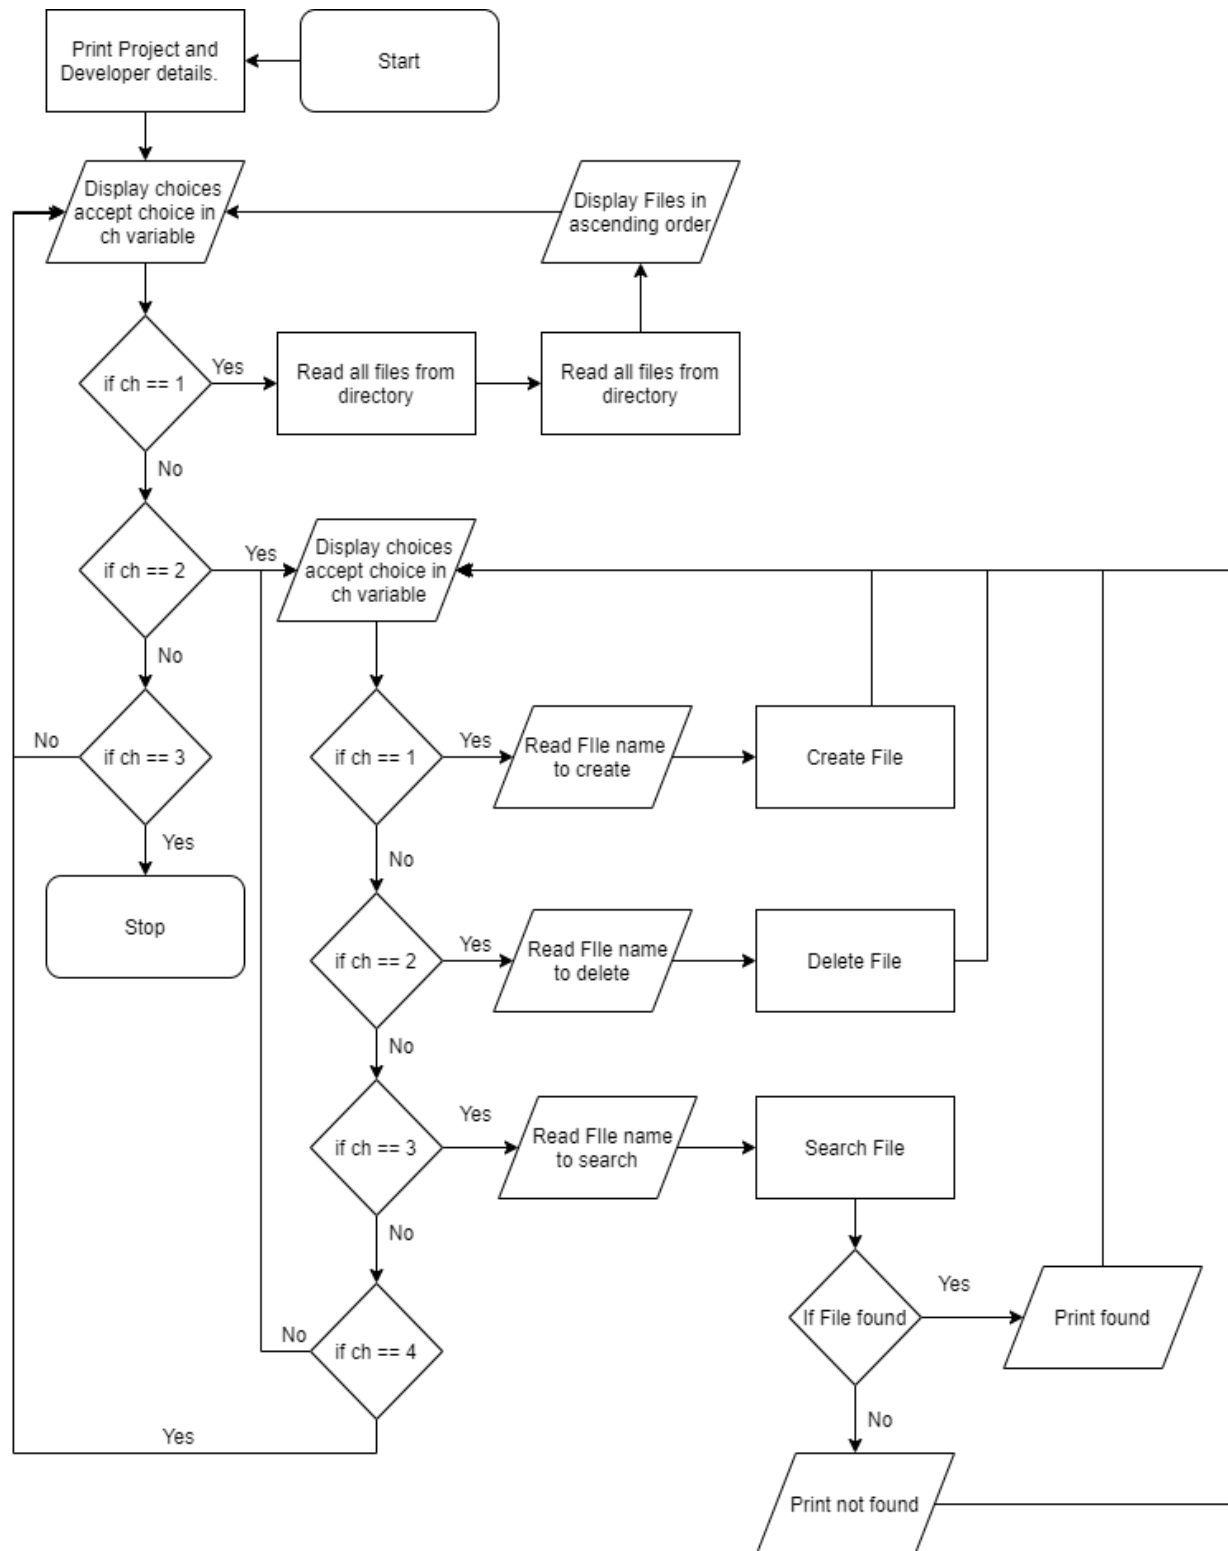 Print Project and
Developer details.
Start
Display choices
accept choice in
ch variable
Display Files in
ascending order
if ch == 1
Yes
Read all files from
directory
Read all files from
directory
No
if ch == 2
Yes
Display choices
accept choice in
ch variable
No
No
if ch == 3
if ch == 1
Yes
Read FIle name
to create
Create File
Yes
Stop
No
if ch == 2
Yes
Read FIle name
to delete
Delete File
No
if ch == 3
Yes
Read FIle name
to search
Search File
No
If File found
Yes
Print found
No
if ch == 4
Yes
No
Print not found